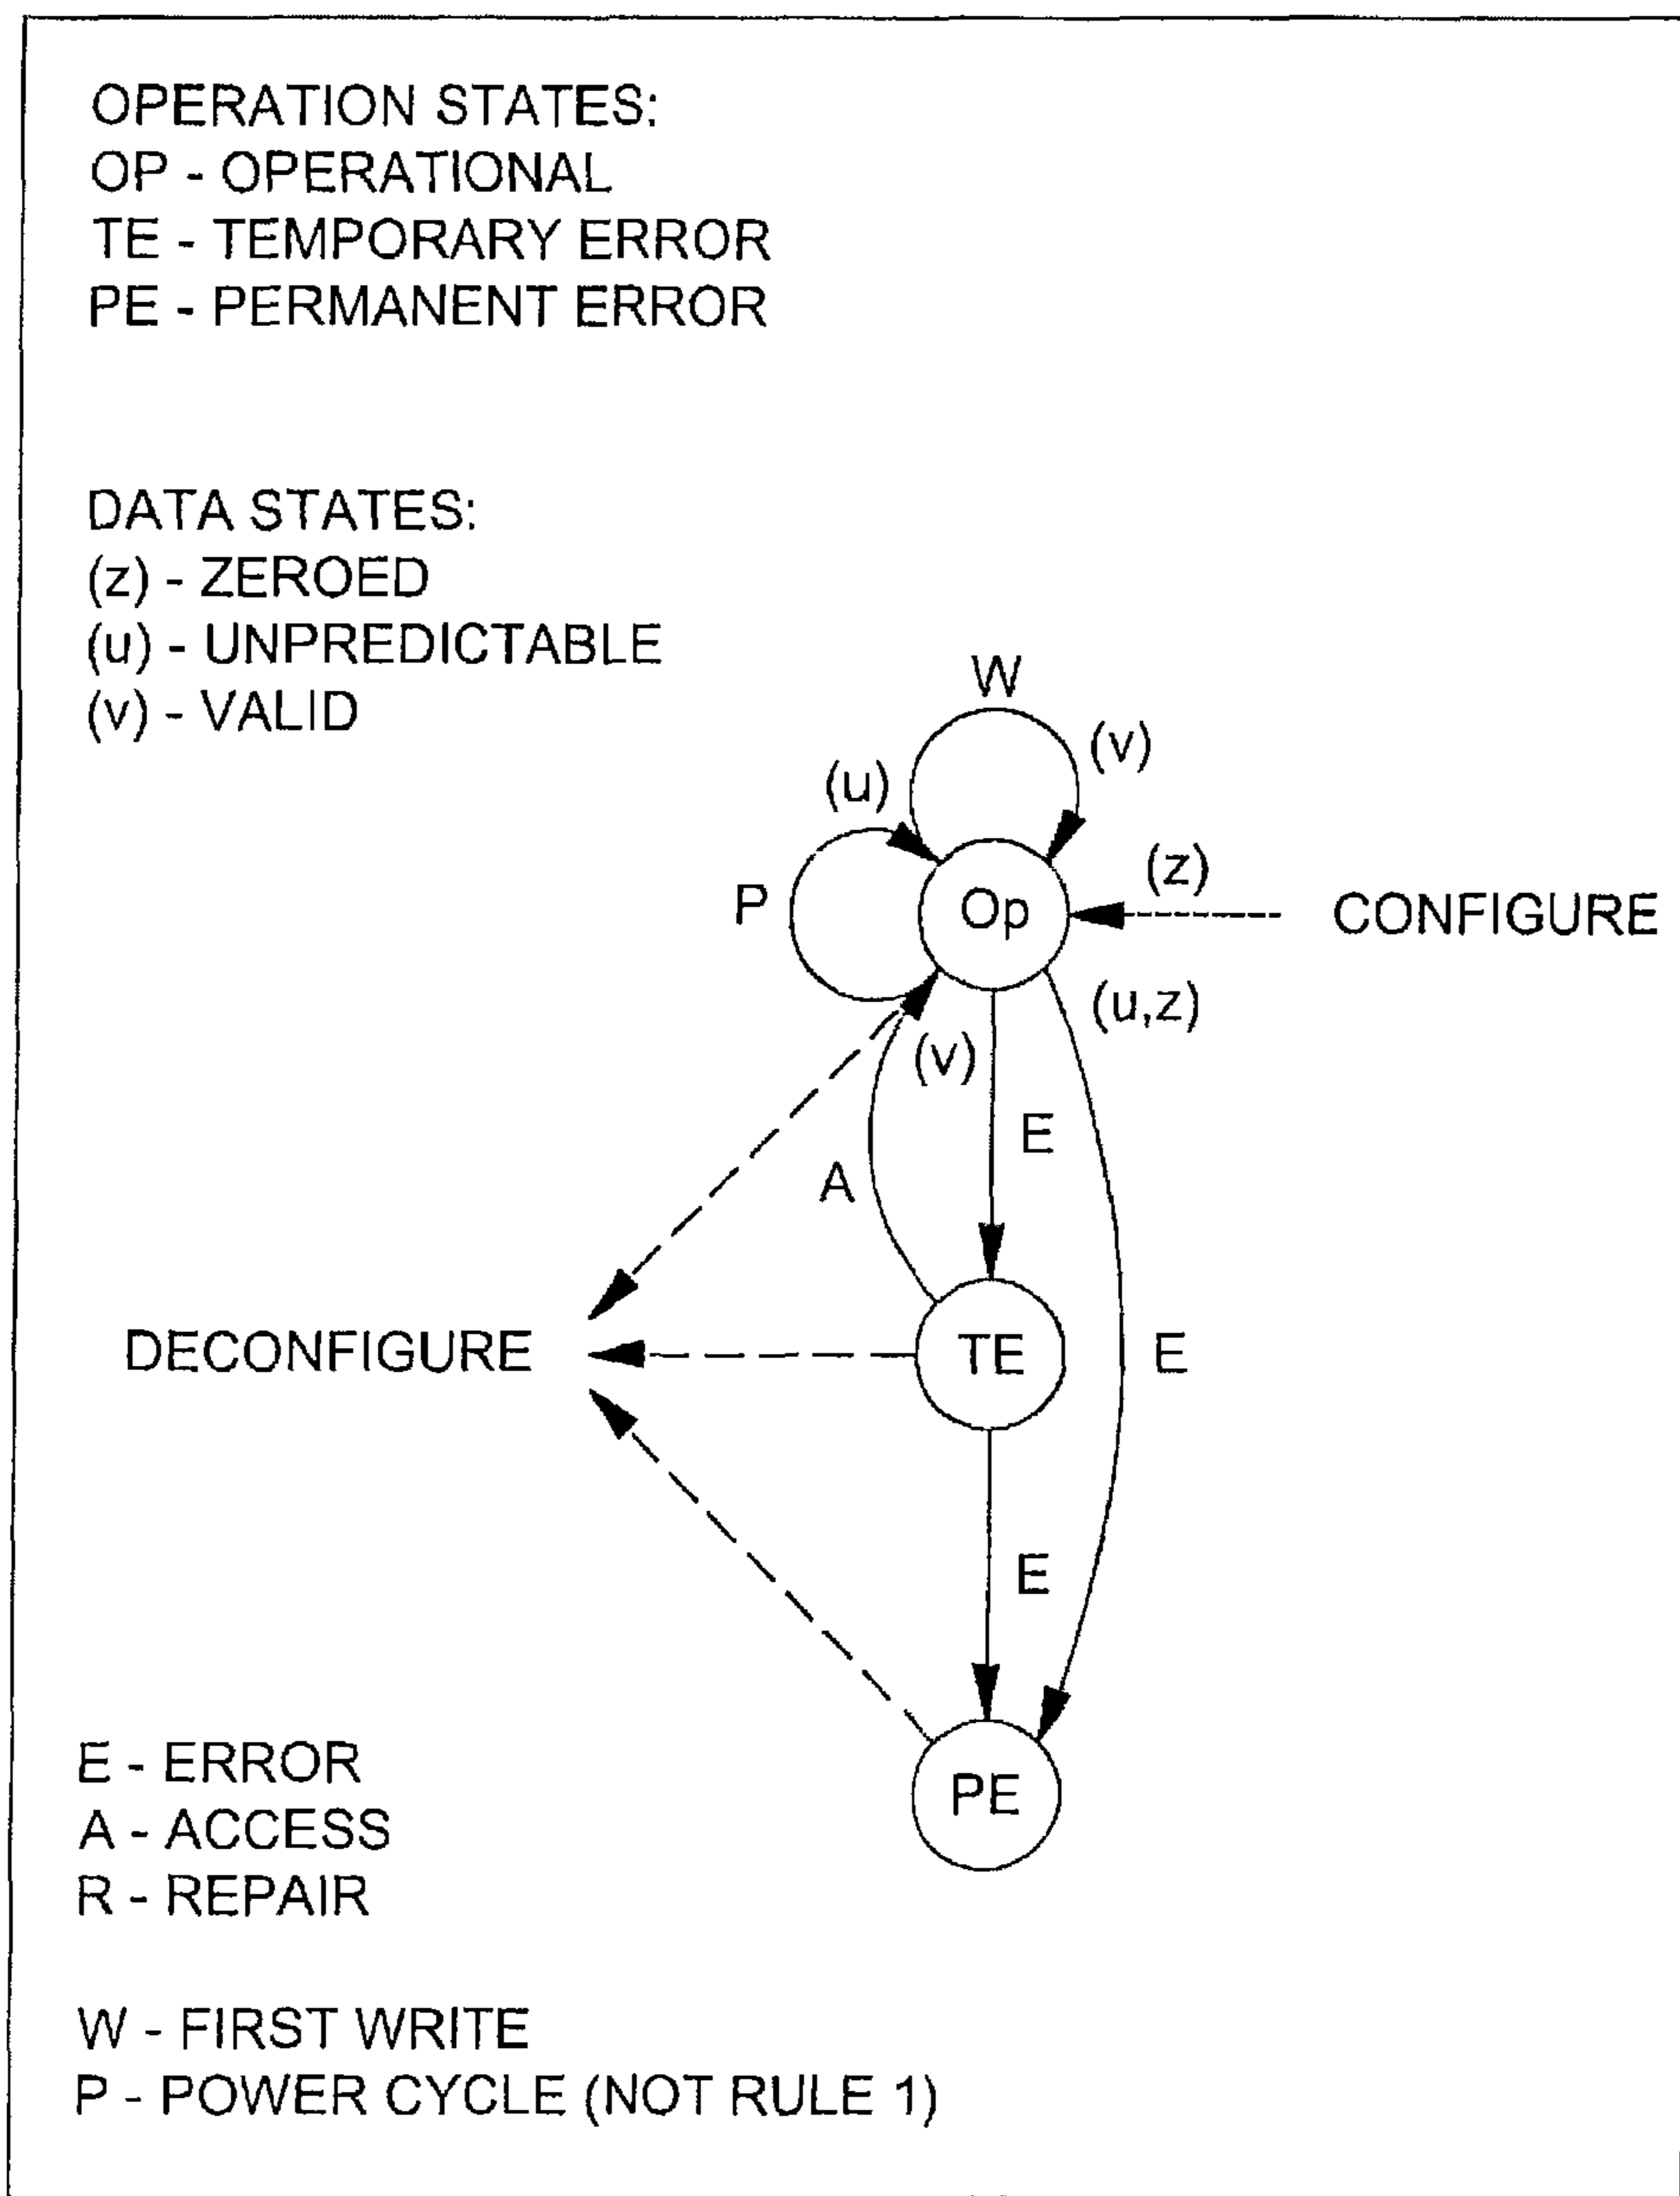 OPERATION STATES:
OP - OPERATIONAL
TE - TEMPORARY ERROR
PE - PERMANENT ERROR
DATA STATES:
(z) - ZEROED
(u) - UNPREDICTABLE
(v) - VALID
W
(v)
(u)
(z)
P
Op
CONFIGURE
(u,z)
(v)
E
A
DECONFIGURE
TE
E
E
PE
E - ERROR
A - ACCESS
R - REPAIR
W - FIRST WRITE
P - POWER CYCLE (NOT RULE 1)